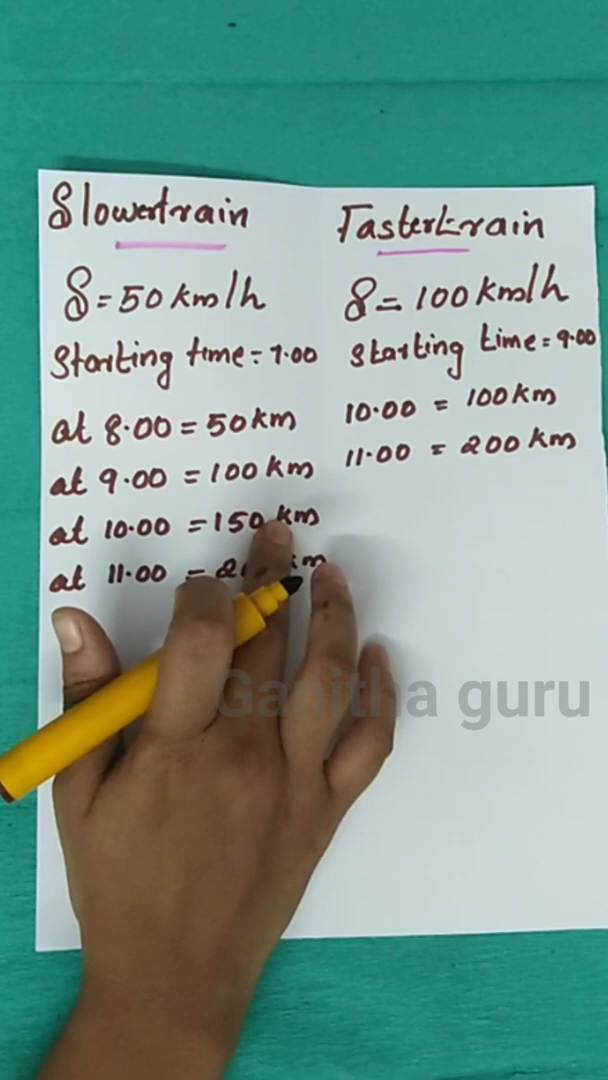 Slowertrain
S = 50 km/h
Starting time = 7.00
at 8.00 = 50 km
at 9.00 = 100 km
at 10.00 = 150 km
at 11.00 = km
Fastertrain
S = 100 km/h
Starting time = 9.00
10.00 = 100 km
11.00 = 200 km
Ganitha guru